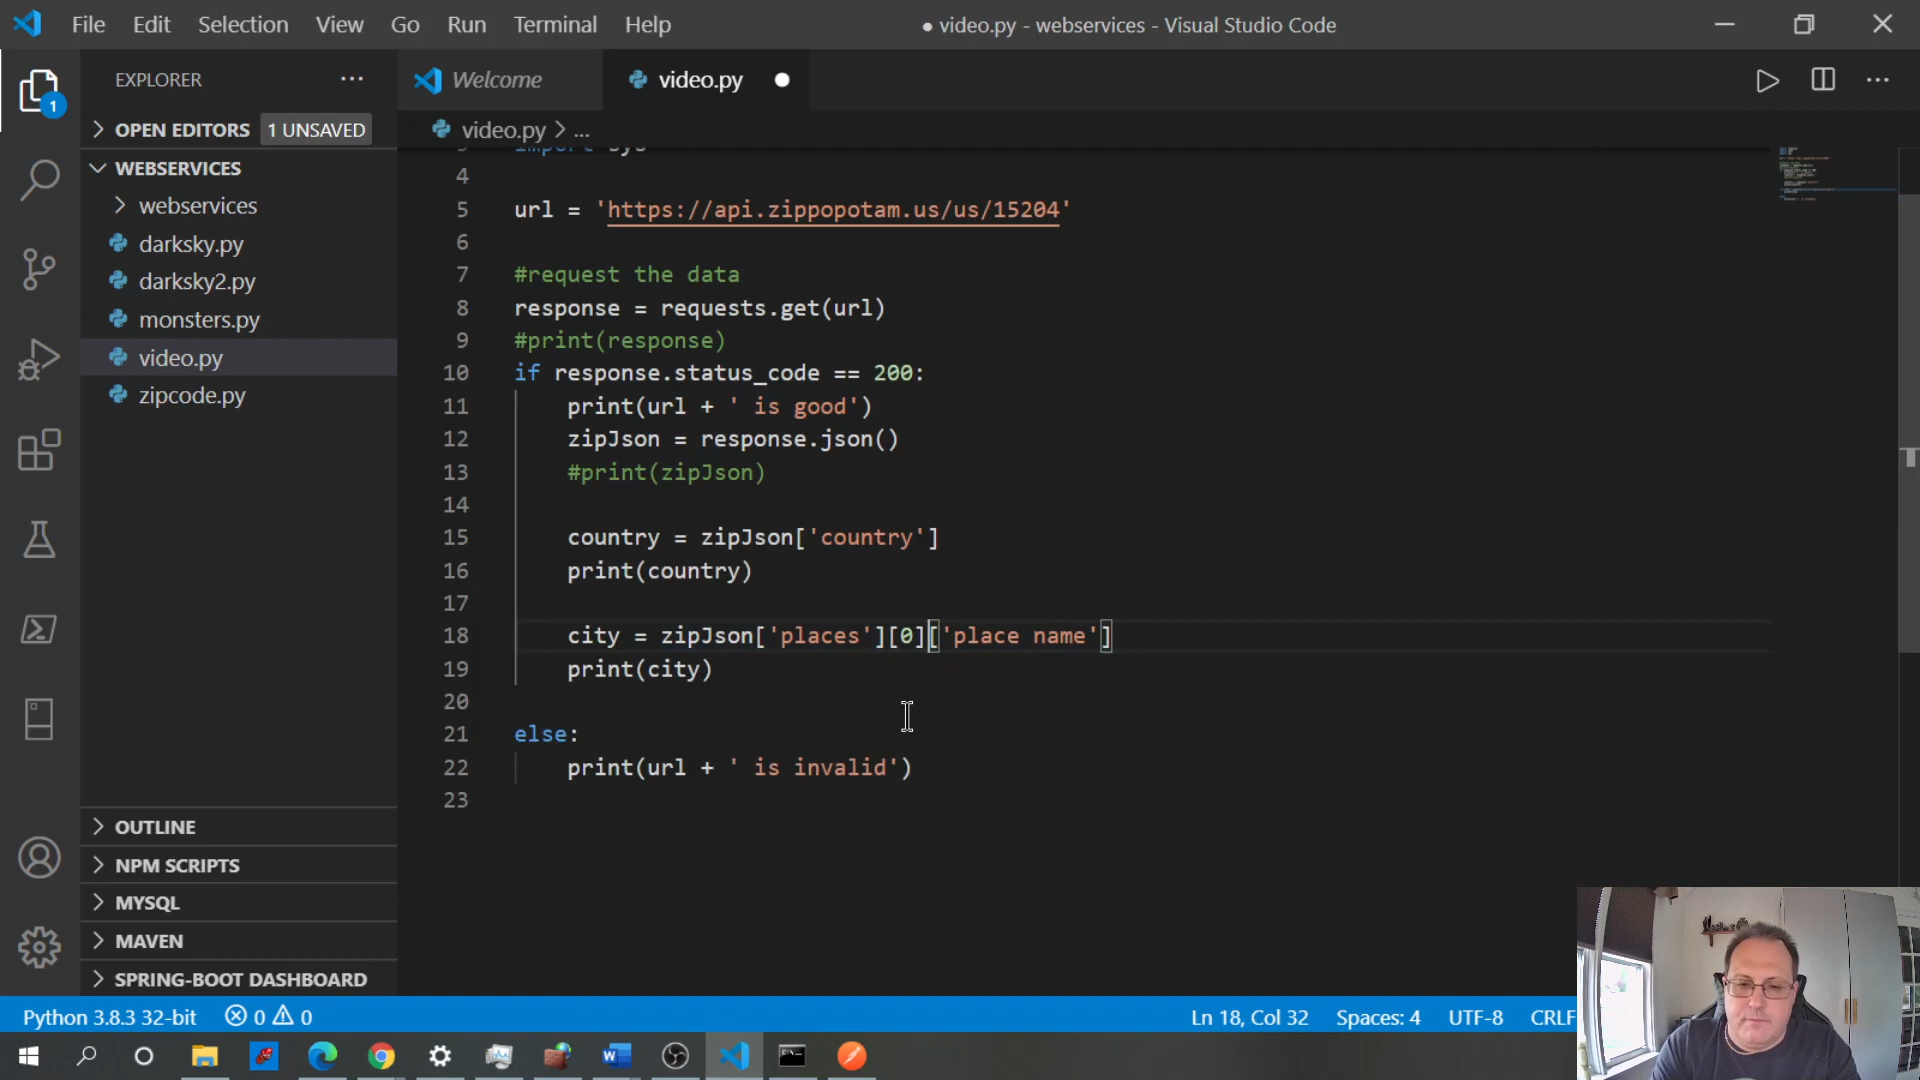 File Edit Selection View Go Run Terminal Help
● video.py - webservices - Visual Studio Code
EXPLORER ...
Welcome
video.py ●
OPEN EDITORS 1 UNSAVED
video.py > ...
1
WEBSERVICES
webservices
darksky.py
darksky2.py
monsters.py
video.py
zipcode.py
OUTLINE
NPM SCRIPTS
MYSQL
MAVEN
SPRING-BOOT DASHBOARD
3 import sys
4
5 url = 'https://api.zippopotam.us/us/15204'
6
7 #request the data
8 response = requests.get(url)
9 #print(response)
10 if response.status_code == 200:
11 print(url + ' is good')
12 zipJson = response.json()
13 #print(zipJson)
14
15 country = zipJson['country']
16 print(country)
17
18 city = zipJson['places'][0]['place name']
19 print(city)
20
21 else:
22 print(url + ' is invalid')
23
Python 3.8.3 32-bit 0 0 Ln 18, Col 32 Spaces: 4 UTF-8 CRLF